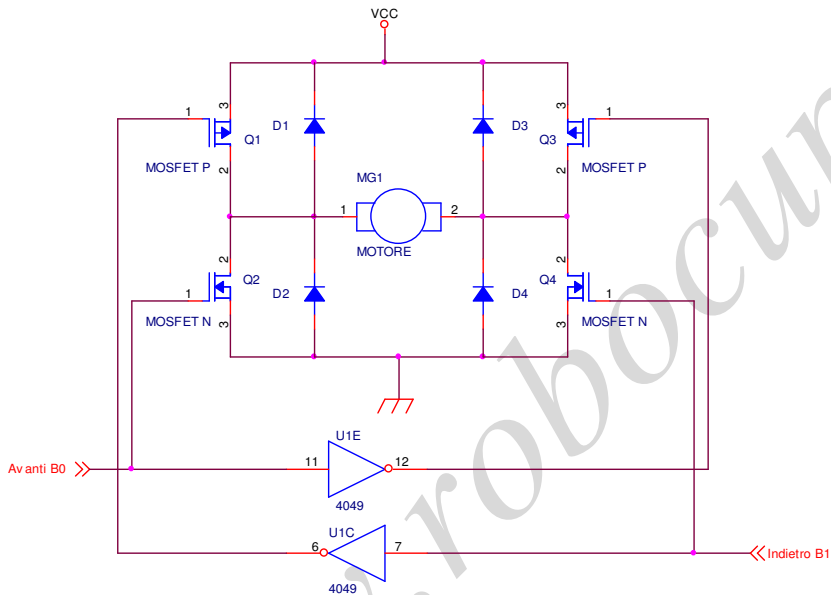 VCC
3
3
1
1
D1
D3
Q1
Q3
MOSFET P
MOSFET P
2
2
MG1
1
2
MOTORE
2
2
Q2
D2
D4
Q4
1
1
MOSFET N
MOSFET N
3
3
U1E
Avanti B0
11
12
4049
U1C
6
7
Indietro B1
4049
robocu